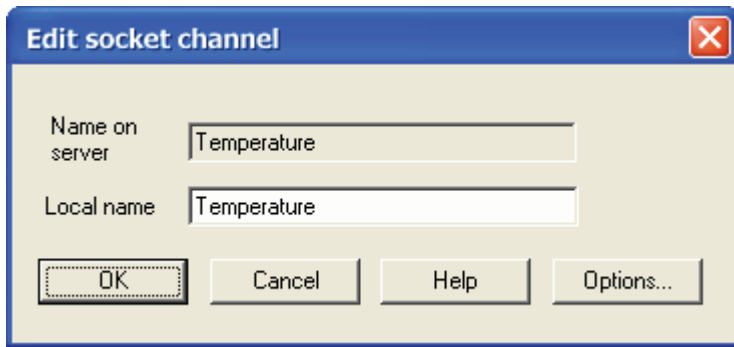 Edit socket channel
Name on
server
Temperature
Local name
Temperature
OK
Cancel
Help
Options...